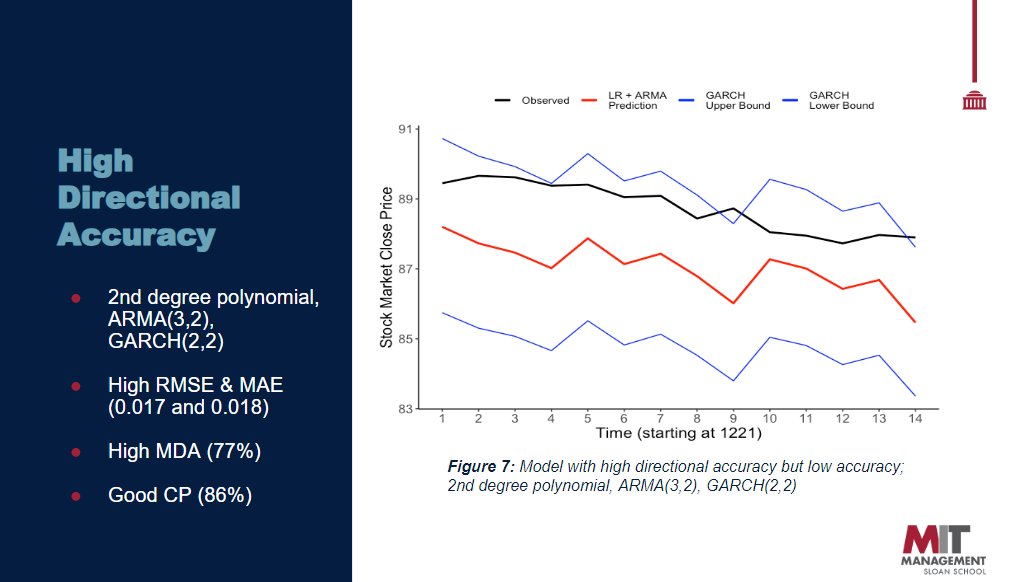 High
Directional
Accuracy
● 2nd degree polynomial,
ARMA(3,2),
GARCH(2,2)
● High RMSE & MAE
(0.017 and 0.018)
● High MDA (77%)
● Good CP (86%)
Observed
LR + ARMA
Prediction
GARCH
Upper Bound
GARCH
Lower Bound
Stock Market Close Price
91
89
87
85
83
1 2 3 4 5 6 7 8 9 10 11 12 13 14
Time (starting at 1221)
Figure 7: Model with high directional accuracy but low accuracy;
2nd degree polynomial, ARMA(3,2), GARCH(2,2)
MIT
MANAGEMENT
SLOAN SCHOOL